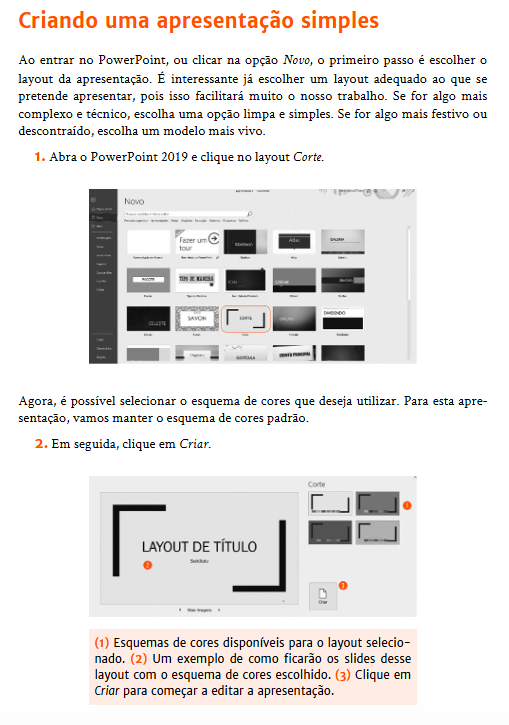 Criando uma apresentação simples
Ao entrar no PowerPoint, ou clicar na opção Novo, o primeiro passo é escolher o
layout da apresentação. É interessante já escolher um layout adequado ao que se
pretende apresentar, pois isso facilitará muito o nosso trabalho. Se for algo mais
complexo e técnico, escolha uma opção limpa e simples. Se for algo mais festivo ou
descontraído, escolha um modelo mais vivo.
1. Abra o PowerPoint 2019 e clique no layout Corte.
Novo
Fazer um
tour
Madison
Atlas
GALERIA
PACOTE
TIPO DE MADEIRA
ÍON
Berlim
SAVON
CORTE
DIVIDENDO
Orgânico
GOTÍCULA
EVENTO PRINCIPAL
Agora, é possível selecionar o esquema de cores que deseja utilizar. Para esta apre-
sentação, vamos manter o esquema de cores padrão.
2. Em seguida, clique em Criar.
Corte
1
LAYOUT DE TÍTULO
Subtítulo
2
3
Criar
Mais imagens
(1) Esquemas de cores disponíveis para o layout selecio-
nado. (2) Um exemplo de como ficarão os slides desse
layout com o esquema de cores escolhido. (3) Clique em
Criar para começar a editar a apresentação.